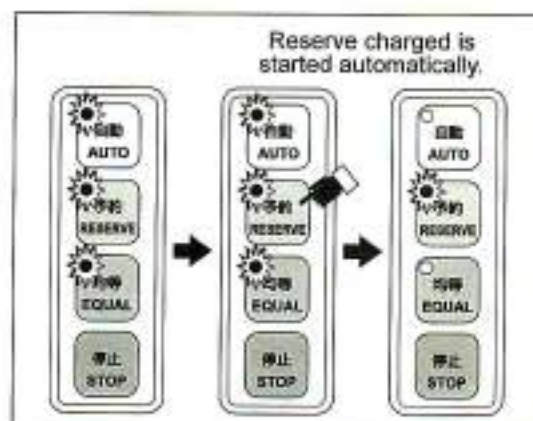 Reserve charged is
started automatically.
自動
AUTO
予約
RESERVE
均等
EQUAL
停止
STOP
自動
AUTO
予約
RESERVE
均等
EQUAL
停止
STOP
自動
AUTO
予約
RESERVE
均等
EQUAL
停止
STOP